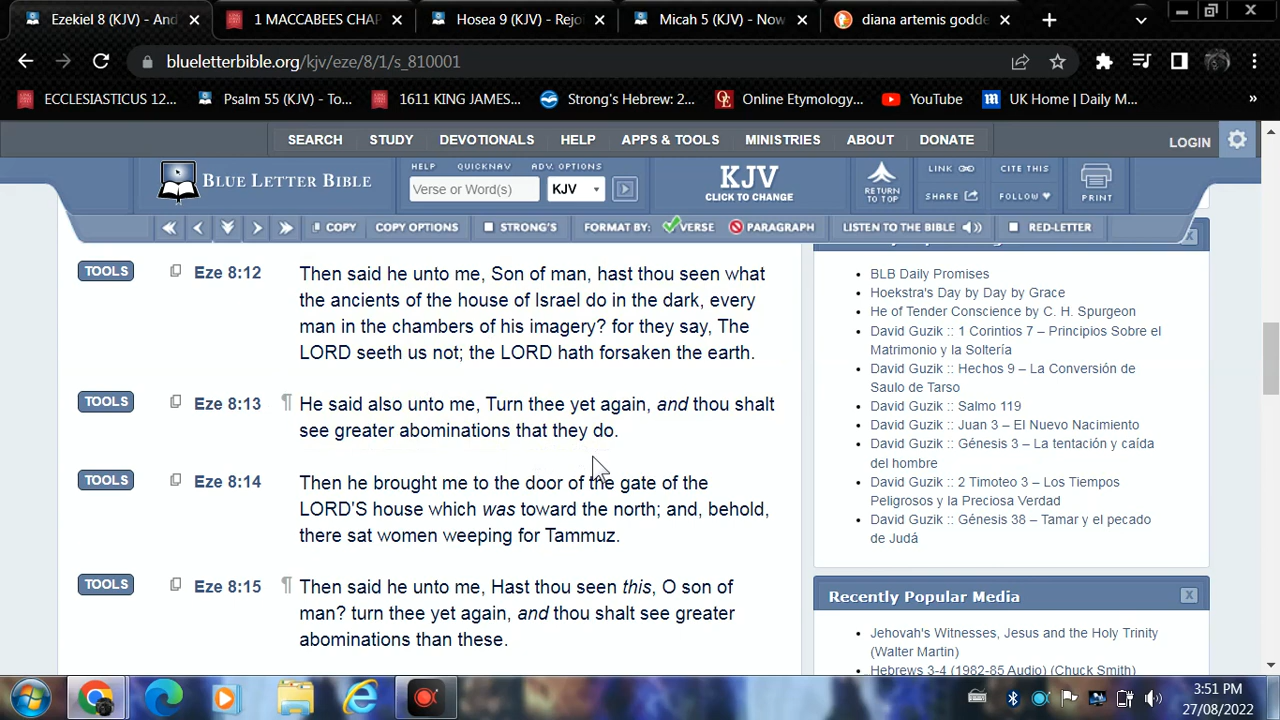 Ezekiel 8 (KJV) - And
1 MACCABEES CHAP
Hosea 9 (KJV) - Rejo
Micah 5 (KJV) - Now
diana artemis godde
blueletterbible.org/kjv/eze/8/1/s_810001
ECCLESIASTICUS 12...
Psalm 55 (KJV) - To...
1611 KING JAMES...
Strong's Hebrew: 2...
Online Etymology...
YouTube
UK Home | Daily M...
»
SEARCH STUDY DEVOTIONALS HELP APPS & TOOLS MINISTRIES ABOUT DONATE LOGIN
BLUE LETTER BIBLE
HELP QUICKNAV ADV. OPTIONS
Verse or Word(s) KJV
KJV
CLICK TO CHANGE
RETURN
TO TOP
LINK CITE THIS
SHARE FOLLOW
PRINT
COPY COPY OPTIONS STRONG'S FORMAT BY: VERSE PARAGRAPH LISTEN TO THE BIBLE RED-LETTER
TOOLS Eze 8:12 Then said he unto me, Son of man, hast thou seen what
the ancients of the house of Israel do in the dark, every
man in the chambers of his imagery? for they say, The
LORD seeth us not; the LORD hath forsaken the earth.
TOOLS Eze 8:13 ¶ He said also unto me, Turn thee yet again, and thou shalt
see greater abominations that they do.
TOOLS Eze 8:14 Then he brought me to the door of the gate of the
LORD'S house which was toward the north; and, behold,
there sat women weeping for Tammuz.
TOOLS Eze 8:15 ¶ Then said he unto me, Hast thou seen this, O son of
man? turn thee yet again, and thou shalt see greater
abominations than these.
BLB Daily Promises
Hoekstra's Day by Day by Grace
He of Tender Conscience by C. H. Spurgeon
David Guzik :: 1 Corintios 7 – Principios Sobre el
Matrimonio y la Soltería
David Guzik :: Hechos 9 – La Conversión de
Saulo de Tarso
David Guzik :: Salmo 119
David Guzik :: Juan 3 – El Nuevo Nacimiento
David Guzik :: Génesis 3 – La tentación y caída
del hombre
David Guzik :: 2 Timoteo 3 – Los Tiempos
Peligrosos y la Preciosa Verdad
David Guzik :: Génesis 38 – Tamar y el pecado
de Judá
Recently Popular Media
Jehovah's Witnesses, Jesus and the Holy Trinity
(Walter Martin)
Hebrews 3-4 (1982-85 Audio) (Chuck Smith)
3:51 PM
27/08/2022